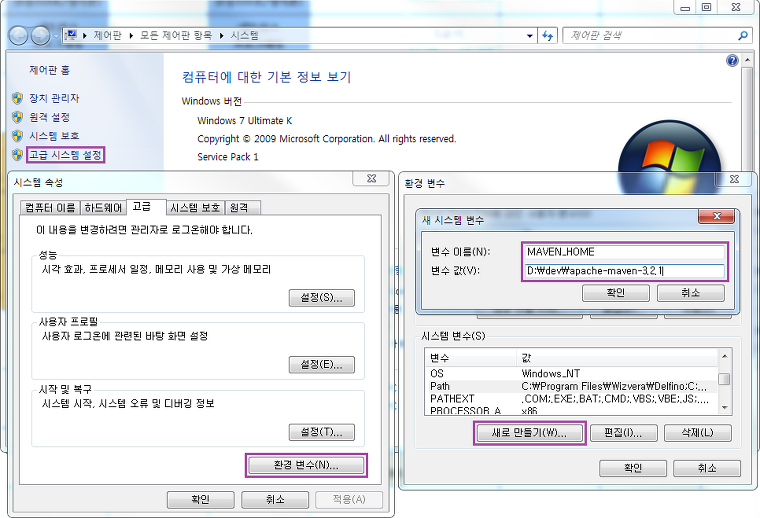 제어판 ▸ 모든 제어판 항목 ▸ 시스템
제어판 검색
제어판 홈
장치 관리자
원격 설정
시스템 보호
고급 시스템 설정
컴퓨터에 대한 기본 정보 보기
Windows 버전
Windows 7 Ultimate K
Copyright © 2009 Microsoft Corporation. All rights reserved.
Service Pack 1
시스템 속성
컴퓨터 이름 하드웨어 고급 시스템 보호 원격
이 내용을 변경하려면 관리자로 로그온해야 합니다.
성능
시각 효과, 프로세서 일정, 메모리 사용 및 가상 메모리
설정(S)...
사용자 프로필
사용자 로그온에 관련된 바탕 화면 설정
설정(E)...
시작 및 복구
시스템 시작, 시스템 오류 및 디버깅 정보
설정(T)...
환경 변수(N)...
확인 취소 적용(A)
환경 변수
새 시스템 변수
변수 이름(N): MAVEN_HOME
변수 값(V): D:₩dev₩apache-maven-3.2.1
확인 취소
시스템 변수(S)
변수 값
OS Windows_NT
Path C:₩Program Files₩Wizvera₩Delfino;C:...
PATHEXT .COM;.EXE;.BAT;.CMD;.VBS;.VBE;.JS;....
PROCESSOR_A x86
새로 만들기(W)... 편집(I)... 삭제(L)
확인 취소